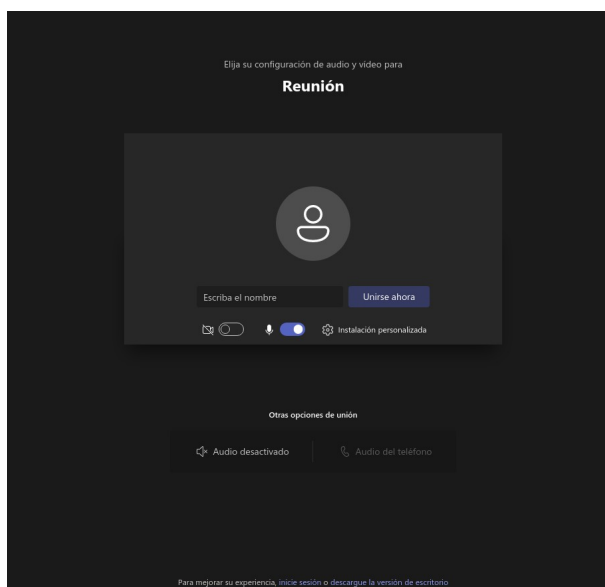 Elija su configuración de audio y vídeo para
Reunión
Escriba el nombre
Unirse ahora
Instalación personalizada
Otras opciones de unión
Audio desactivado
Audio del teléfono
Para mejorar su experiencia, inicie sesión o descargue la versión de escritorio